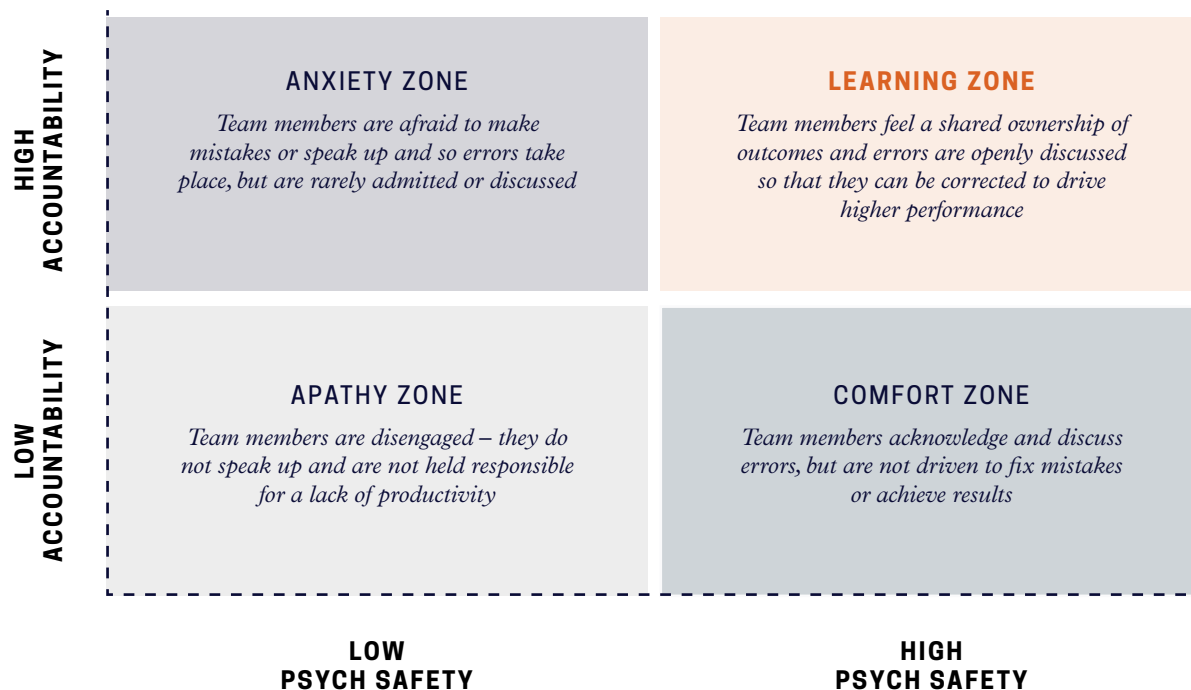 HIGH
ACCOUNTABILITY
ANXIETY ZONE
Team members are afraid to make
mistakes or speak up and so errors take
place, but are rarely admitted or discussed
LEARNING ZONE
Team members feel a shared ownership of
outcomes and errors are openly discussed
so that they can be corrected to drive
higher performance
LOW
ACCOUNTABILITY
APATHY ZONE
Team members are disengaged – they do
not speak up and are not held responsible
for a lack of productivity
COMFORT ZONE
Team members acknowledge and discuss
errors, but are not driven to fix mistakes
or achieve results
LOW
PSYCH SAFETY
HIGH
PSYCH SAFETY